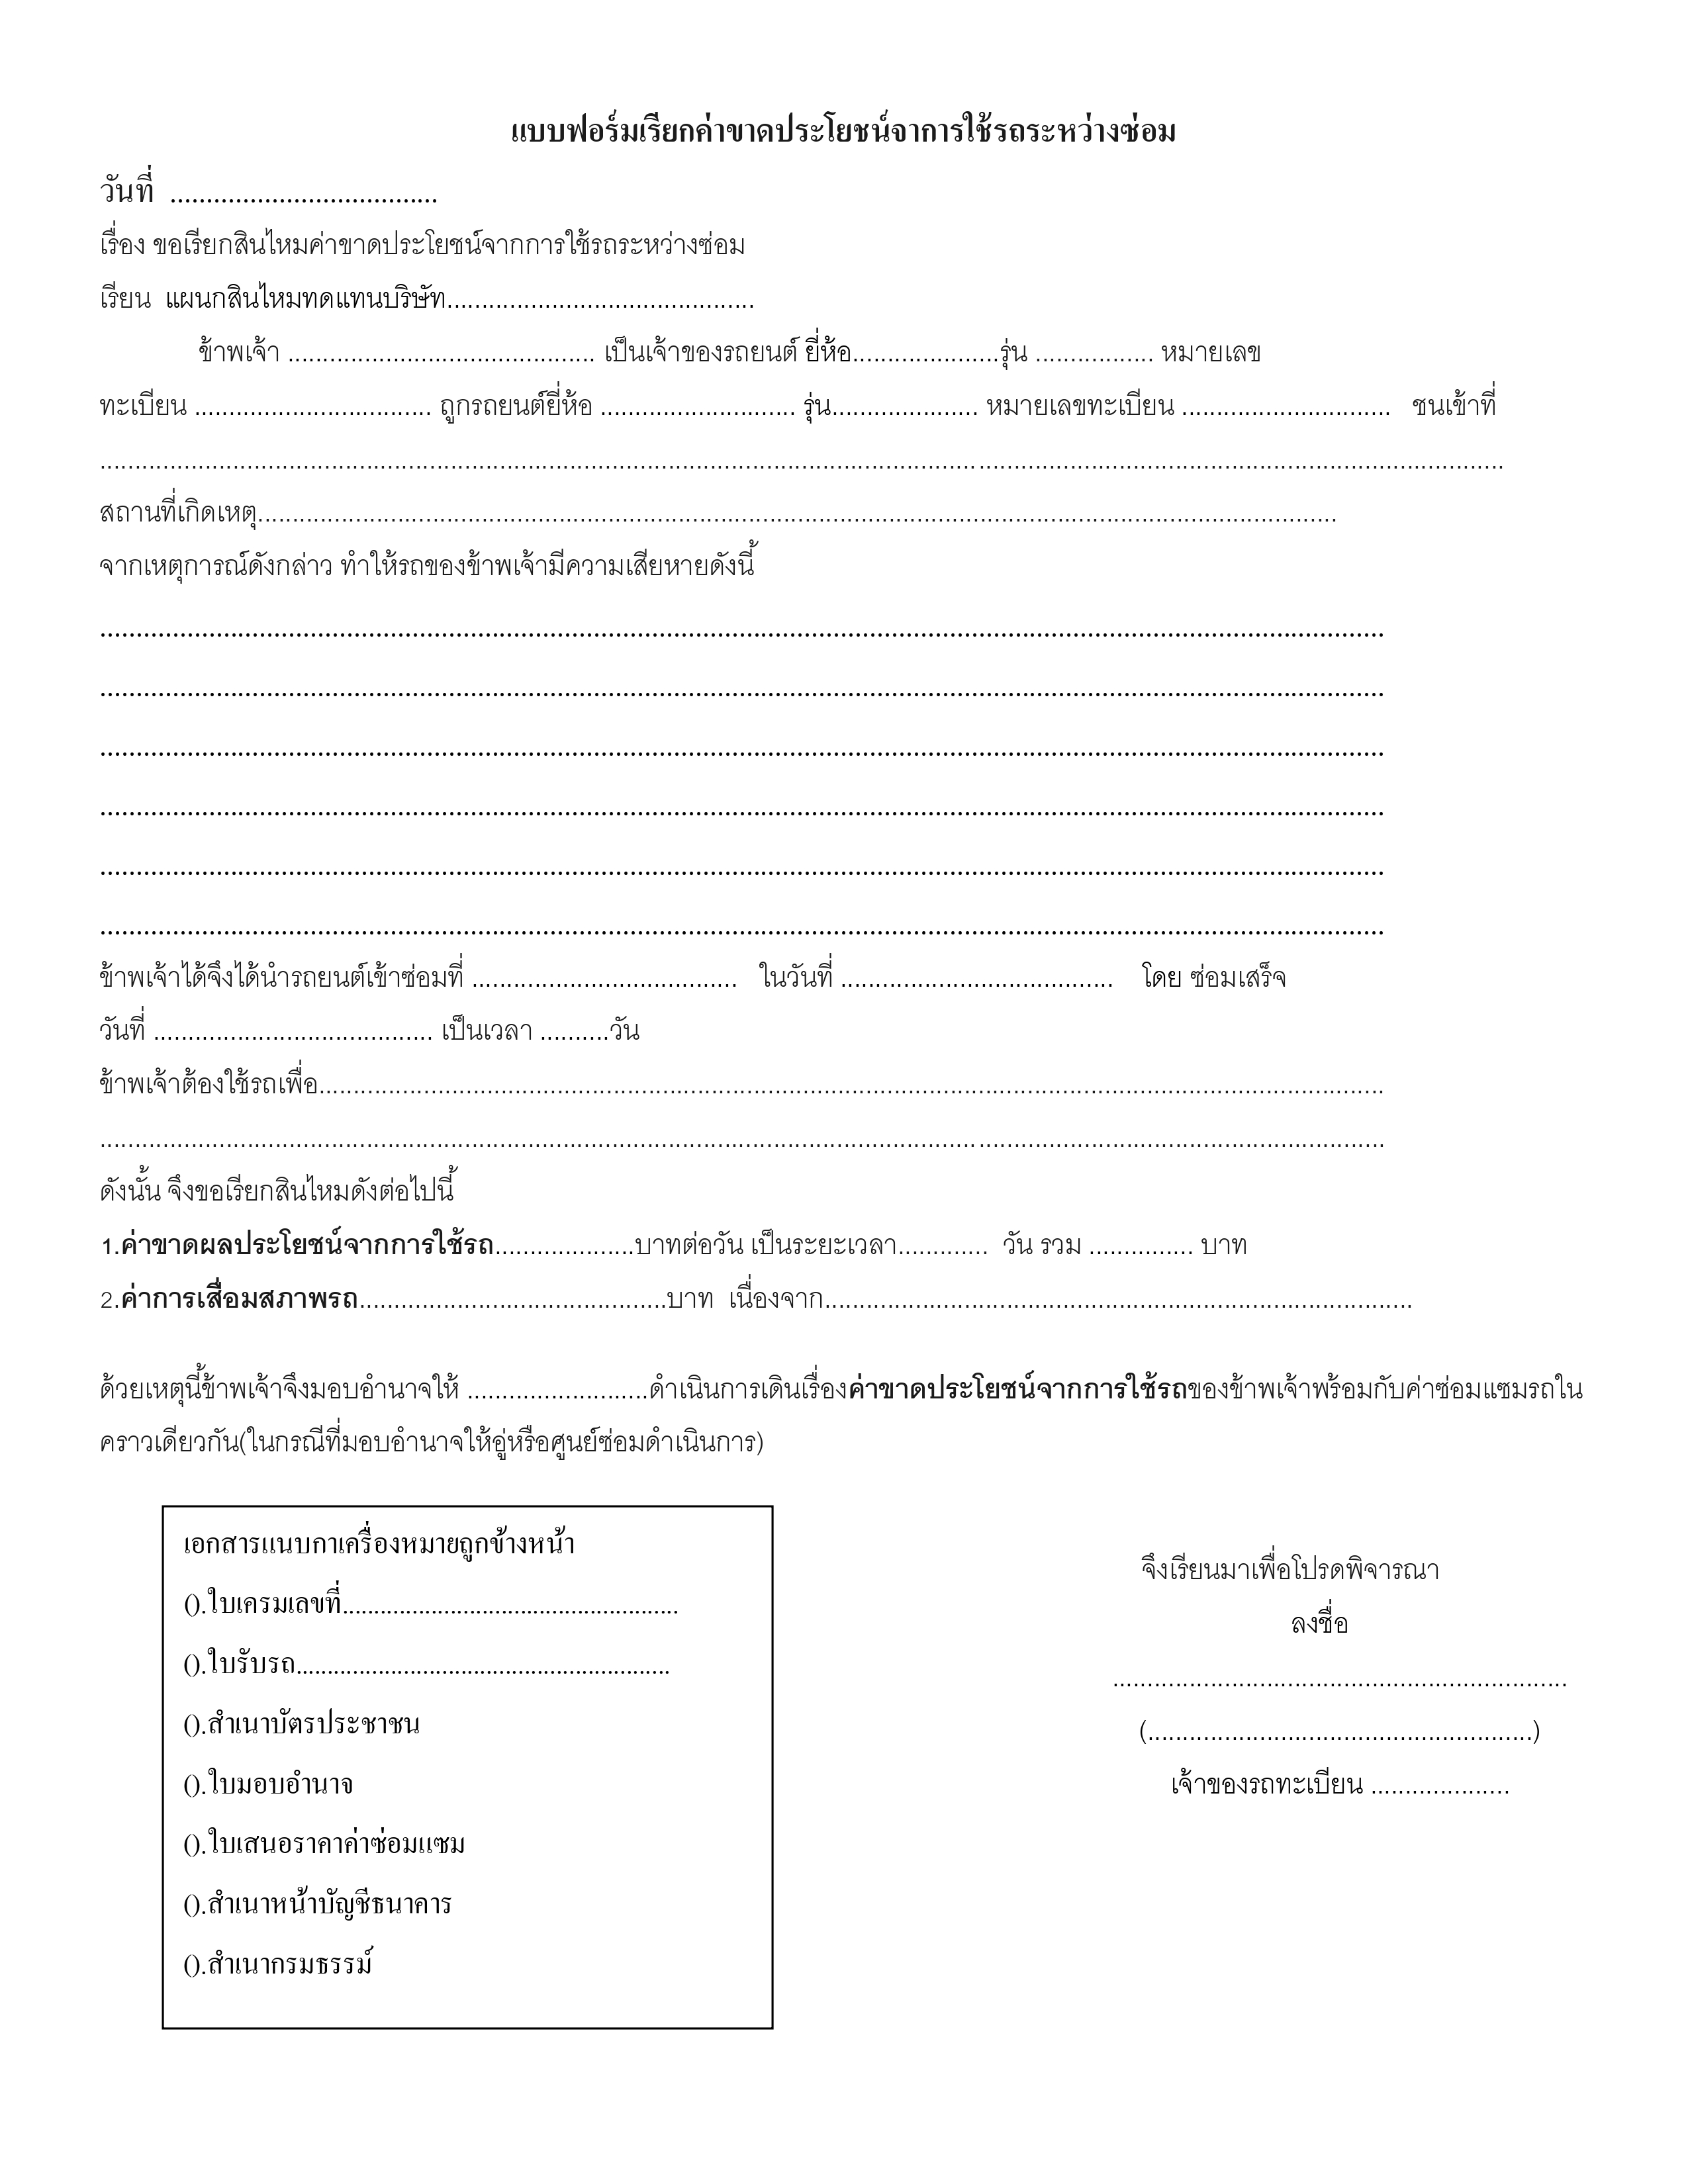 แบบฟอร์มเรียกค่าขาดประโยชน์จาการใช้รถระหว่างซ่อม
วันที่ .....................................
เรื่อง ขอเรียกสินไหมค่าขาดประโยชน์จากการใช้รถระหว่างซ่อม
เรียน แผนกสินไหมทดแทนบริษัท............................................
ข้าพเจ้า ............................................ เป็นเจ้าของรถยนต์ ยี่ห้อ.....................รุ่น ................. หมายเลข
ทะเบียน .................................. ถูกรถยนต์ยี่ห้อ ............................ รุ่น..................... หมายเลขทะเบียน .............................. ชนเข้าที่
........................................................................................................................................................................
สถานที่เกิดเหตุ..........................................................................................................................................
จากเหตุการณ์ดังกล่าว ทำให้รถของข้าพเจ้ามีความเสียหายดังนี้
........................................................................................................................................................................
........................................................................................................................................................................
........................................................................................................................................................................
........................................................................................................................................................................
........................................................................................................................................................................
........................................................................................................................................................................
ข้าพเจ้าได้จึงได้นำรถยนต์เข้าซ่อมที่ ...................................... ในวันที่ ....................................... โดย ซ่อมเสร็จ
วันที่ ........................................ เป็นเวลา ..........วัน
ข้าพเจ้าต้องใช้รถเพื่อ..........................................................................................................................................
........................................................................................................................................................................
ดังนั้น จึงขอเรียกสินไหมดังต่อไปนี้
1.ค่าขาดผลประโยชน์จากการใช้รถ....................บาทต่อวัน เป็นระยะเวลา............. วัน รวม ............... บาท
2.ค่าการเสื่อมสภาพรถ............................................บาท เนื่องจาก....................................................................................
ด้วยเหตุนี้ข้าพเจ้าจึงมอบอำนาจให้ ..........................ดำเนินการเดินเรื่องค่าขาดประโยชน์จากการใช้รถของข้าพเจ้าพร้อมกับค่าซ่อมแซมรถใน
คราวเดียวกัน(ในกรณีที่มอบอำนาจให้อู่หรือศูนย์ซ่อมดำเนินการ)
เอกสารแนบกาเครื่องหมายถูกข้างหน้า
().ใบเครมเลขที่........................................................
().ใบรับรถ..............................................................
().สำเนาบัตรประชาชน
().ใบมอบอำนาจ
().ใบเสนอราคาค่าซ่อมแซม
().สำเนาหน้าบัญชีธนาคาร
().สำเนากรมธรรม์
จึงเรียนมาเพื่อโปรดพิจารณา
ลงชื่อ
.................................................................
(.......................................................)
เจ้าของรถทะเบียน ....................